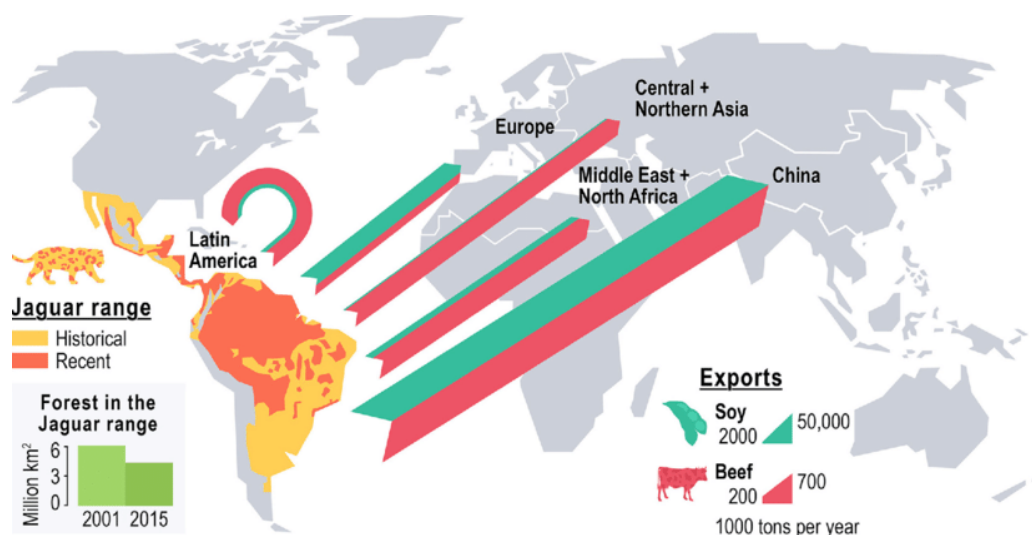 Central +
Northern Asia
Europe
Middle East +
North Africa
China
Latin
America
Jaguar range
Historical
Recent
Forest in the
Jaguar range
Million km²
6
3
0
2001 2015
Exports
Soy
2000 50,000
Beef
200 700
1000 tons per year